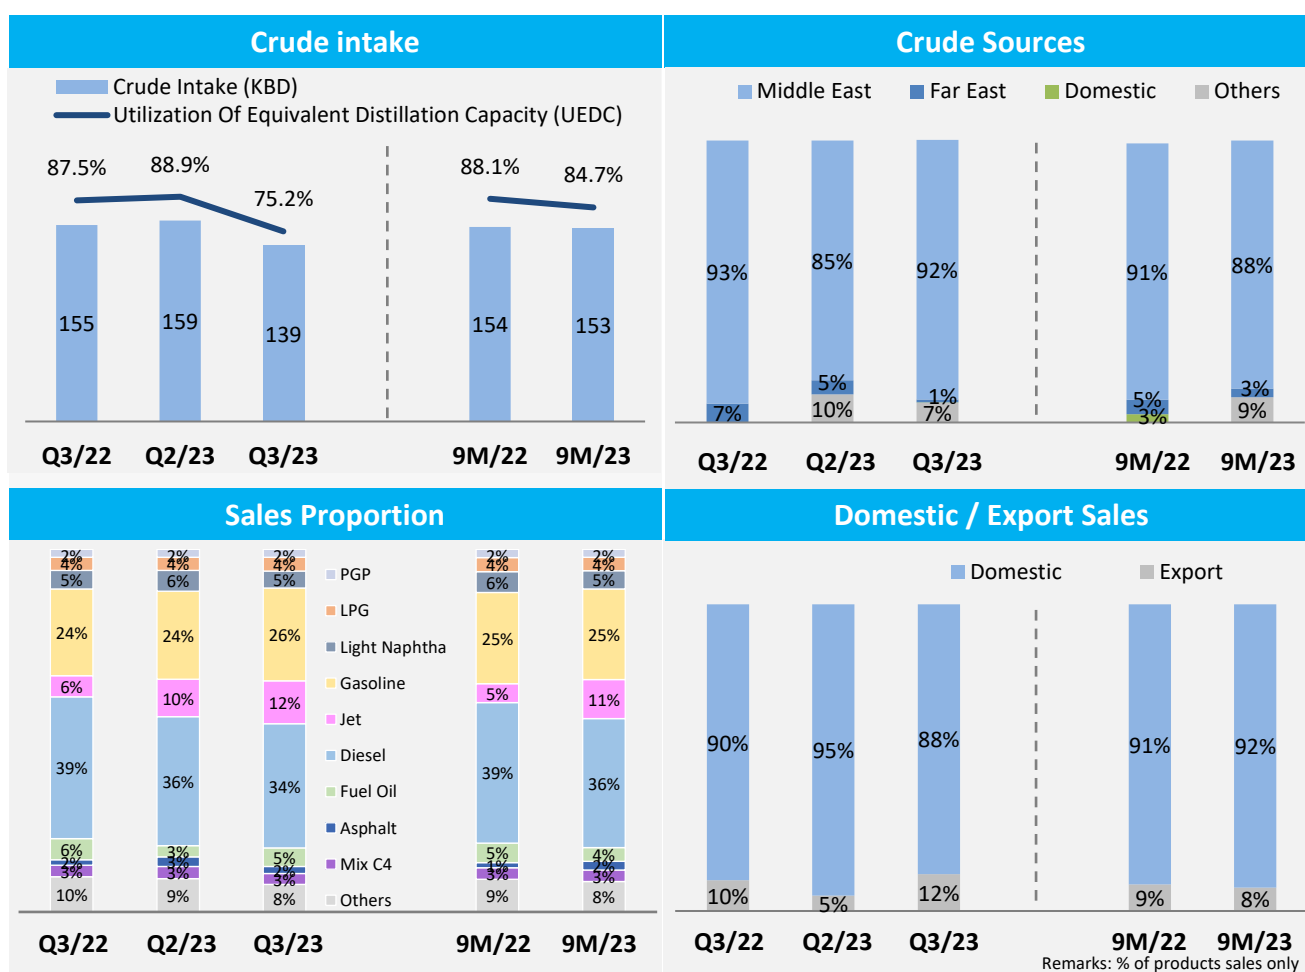 Crude intake
Crude Intake (KBD)
Utilization Of Equivalent Distillation Capacity (UEDC)
87.5% 88.9% 75.2% 88.1% 84.7%
155 159 139 154 153
Q3/22 Q2/23 Q3/23 9M/22 9M/23
Crude Sources
Middle East Far East Domestic Others
93% 85% 92% 91% 88%
5% 1% 5% 3%
7% 10% 7% 3% 9%
Q3/22 Q2/23 Q3/23 9M/22 9M/23
Sales Proportion
2% 2% 2% 2% 2%
4% 4% 4% 4% 4%
5% 6% 5% 6% 5%
24% 24% 26% 25% 25%
6% 10% 12% 5% 11%
39% 36% 34% 39% 36%
6% 3% 5% 5% 4%
2% 3% 2% 1% 2%
3% 3% 3% 3% 3%
10% 9% 8% 9% 8%
PGP
LPG
Light Naphtha
Gasoline
Jet
Diesel
Fuel Oil
Asphalt
Mix C4
Others
Q3/22 Q2/23 Q3/23 9M/22 9M/23
Domestic / Export Sales
Domestic Export
90% 95% 88% 91% 92%
10% 5% 12% 9% 8%
Q3/22 Q2/23 Q3/23 9M/22 9M/23
Remarks: % of products sales only